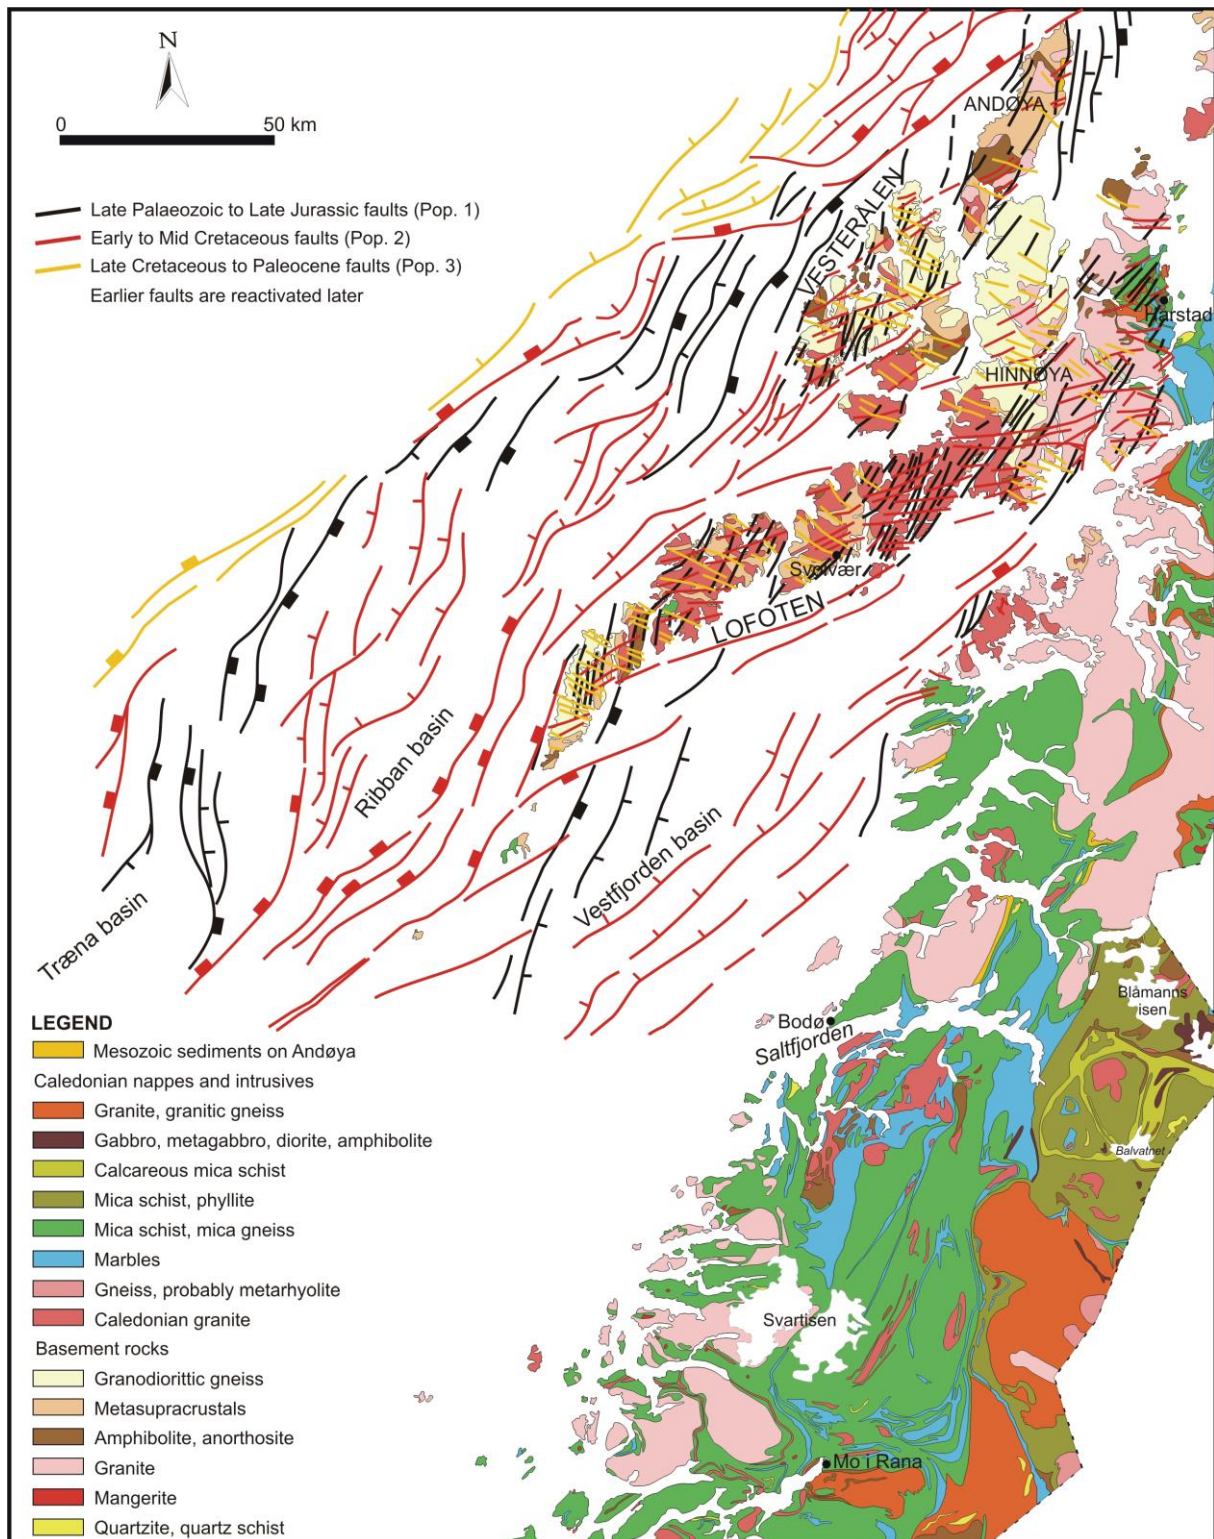 N
0 50 km
Late Palaeozoic to Late Jurassic faults (Pop. 1)
Early to Mid Cretaceous faults (Pop. 2)
Late Cretaceous to Paleocene faults (Pop. 3)
Earlier faults are reactivated later
ANDØYA
VESTERÅLEN
Harstad
HINNØYA
Svolvær
LOFOTEN
Ribban basin
Vestfjorden basin
Træna basin
Blåmanns
isen
Bodø
Saltfjorden
Balvatnet
Svartisen
Mo i Rana
LEGEND
Mesozoic sediments on Andøya
Caledonian nappes and intrusives
Granite, granitic gneiss
Gabbro, metagabbro, diorite, amphibolite
Calcareous mica schist
Mica schist, phyllite
Mica schist, mica gneiss
Marbles
Gneiss, probably metarhyolite
Caledonian granite
Basement rocks
Granodiorittic gneiss
Metasupracrustals
Amphibolite, anorthosite
Granite
Mangerite
Quartzite, quartz schist